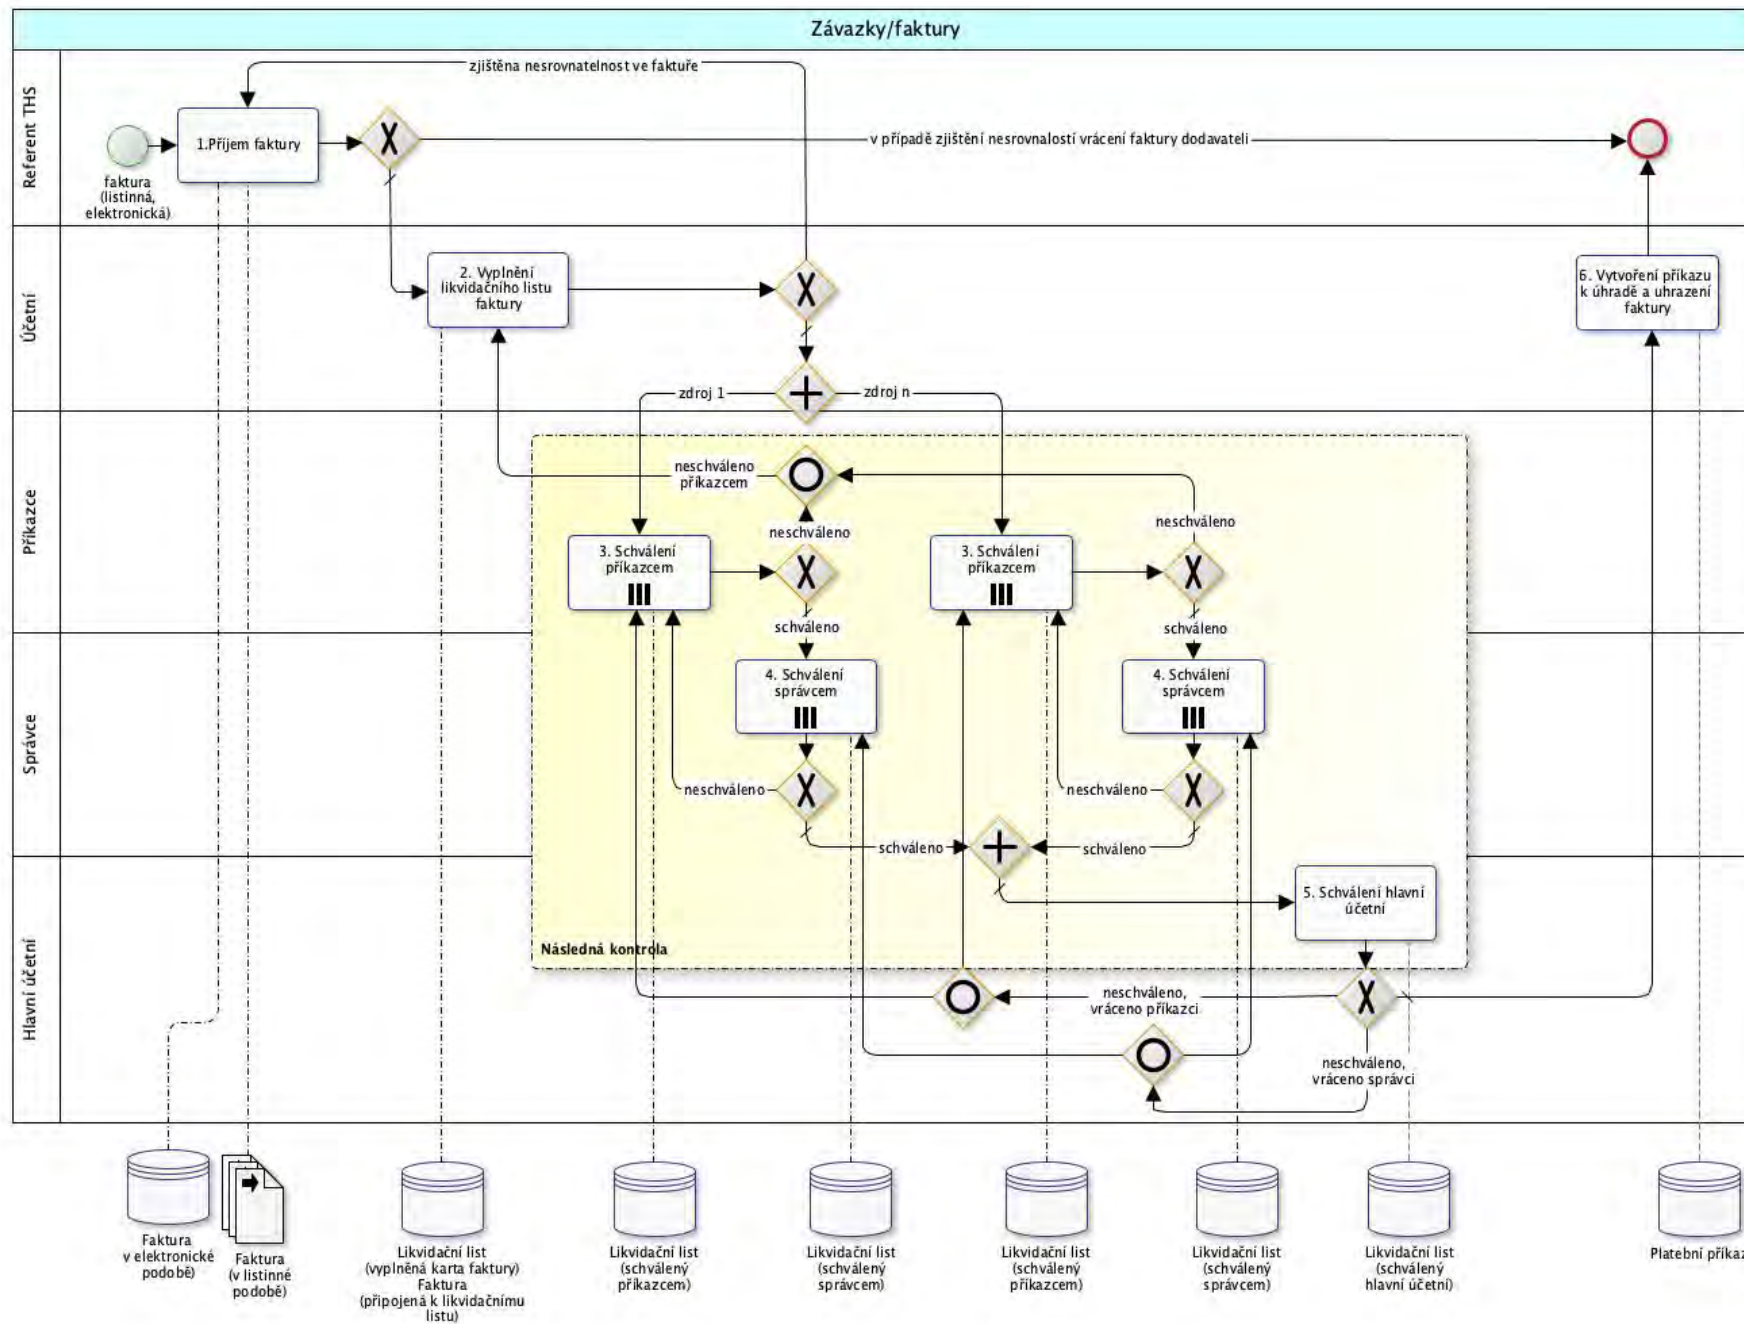 Závazky/faktury
Referent THS
zjištěna nesrovnatelnost ve faktuře
1.Příjem faktury
v případě zjištění nesrovnalostí vrácení faktury dodavateli
faktura
(listinná,
elektronická)
Účetní
2. Vyplnění
likvidačního listu
faktury
6. Vytvoření příkazu
k úhradě a uhrazení
faktury
zdroj 1
zdroj n
Příkazce
neschváleno
příkazcem
neschváleno
neschváleno
3. Schválení
příkazcem
3. Schválení
příkazcem
schváleno
schváleno
Správce
4. Schválení
správcem
4. Schválení
správcem
neschváleno
neschváleno
schváleno
schváleno
Hlavní účetní
5. Schválení hlavní
účetní
Následná kontrola
neschváleno,
vráceno příkazci
neschváleno,
vráceno správci
Faktura
v elektronické
podobě)
Faktura
(v listinné
podobě)
Likvidační list
(vyplněná karta faktury)
Faktura
(připojená k likvidačnímu
listu)
Likvidační list
(schválený
příkazcem)
Likvidační list
(schválený
správcem)
Likvidační list
(schválený
příkazcem)
Likvidační list
(schválený
správcem)
Likvidační list
(schválený
hlavní účetní)
Platební příkaz